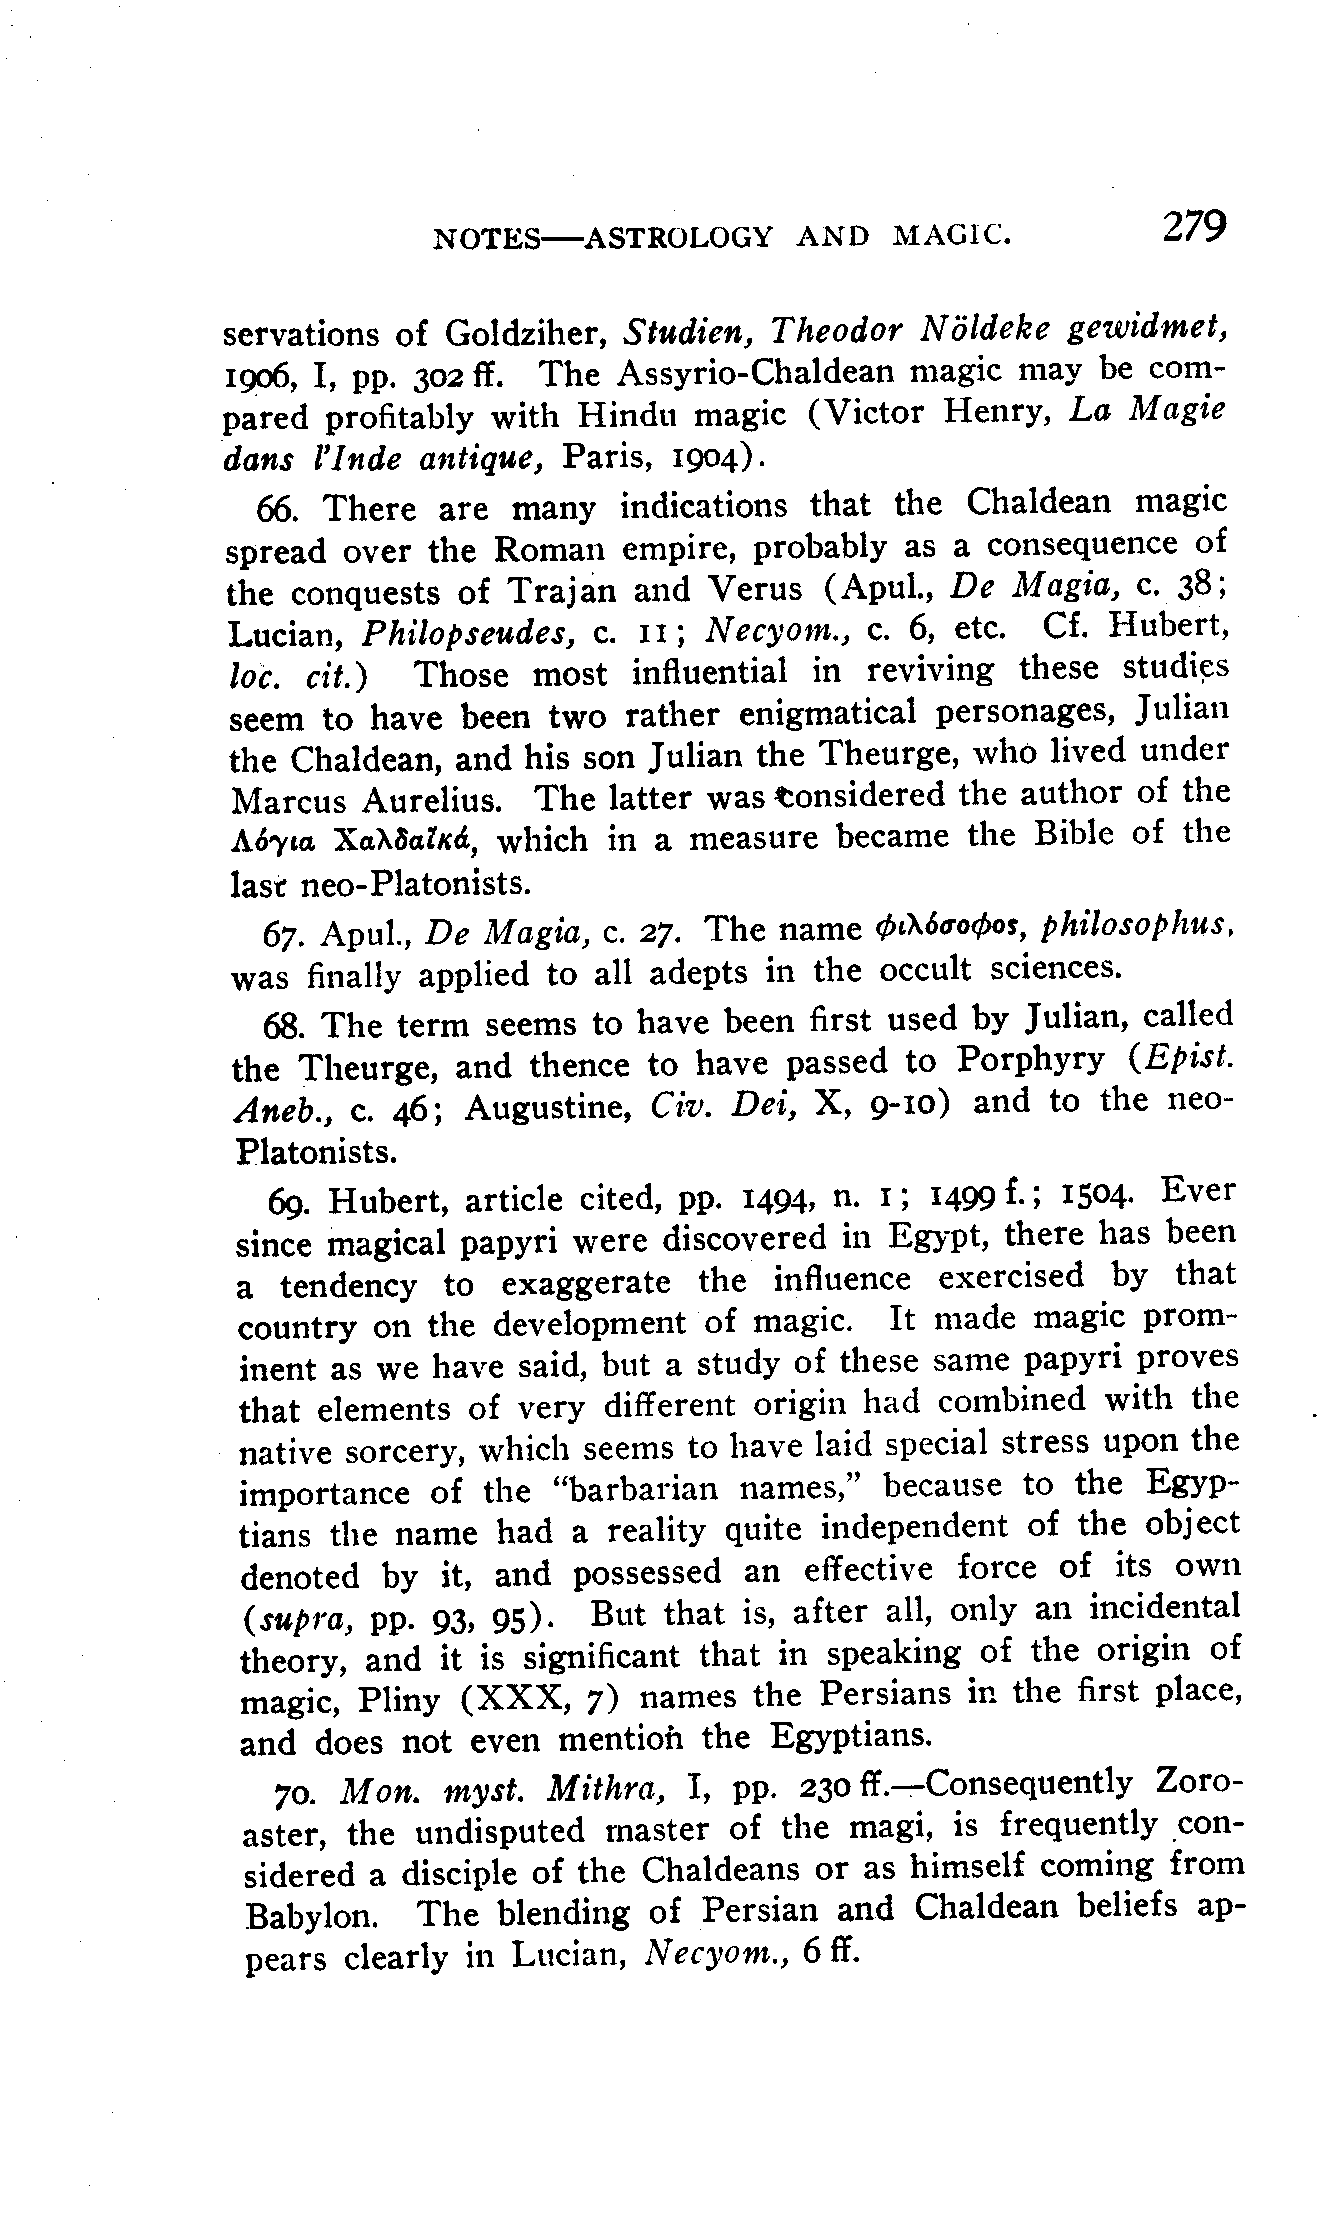 NOTES—ASTROLOGY AND MAGIC. 279
servations of Goldziher, Studien, Theodor Nöldeke gewidmet,
1906, I, pp. 302 ff. The Assyrio-Chaldean magic may be com-
pared profitably with Hindu magic (Victor Henry, La Magie
dans l'Inde antique, Paris, 1904).
66. There are many indications that the Chaldean magic
spread over the Roman empire, probably as a consequence of
the conquests of Trajan and Verus (Apul., De Magia, c. 38;
Lucian, Philopseudes, c. 11; Necyom., c. 6, etc. Cf. Hubert,
loc. cit.) Those most influential in reviving these studies
seem to have been two rather enigmatical personages, Julian
the Chaldean, and his son Julian the Theurge, who lived under
Marcus Aurelius. The latter was considered the author of the
Λόγια Χαλδαϊκά, which in a measure became the Bible of the
last neo-Platonists.
67. Apul., De Magia, c. 27. The name φιλόσοφος, philosophus,
was finally applied to all adepts in the occult sciences.
68. The term seems to have been first used by Julian, called
the Theurge, and thence to have passed to Porphyry (Epist.
Aneb., c. 46; Augustine, Civ. Dei, X, 9-10) and to the neo-
Platonists.
69. Hubert, article cited, pp. 1494, n. 1; 1499 f.; 1504. Ever
since magical papyri were discovered in Egypt, there has been
a tendency to exaggerate the influence exercised by that
country on the development of magic. It made magic prom-
inent as we have said, but a study of these same papyri proves
that elements of very different origin had combined with the
native sorcery, which seems to have laid special stress upon the
importance of the "barbarian names," because to the Egyp-
tians the name had a reality quite independent of the object
denoted by it, and possessed an effective force of its own
(supra, pp. 93, 95). But that is, after all, only an incidental
theory, and it is significant that in speaking of the origin of
magic, Pliny (XXX, 7) names the Persians in the first place,
and does not even mention the Egyptians.
70. Mon. myst. Mithra, I, pp. 230 ff.—Consequently Zoro-
aster, the undisputed master of the magi, is frequently con-
sidered a disciple of the Chaldeans or as himself coming from
Babylon. The blending of Persian and Chaldean beliefs ap-
pears clearly in Lucian, Necyom., 6 ff.